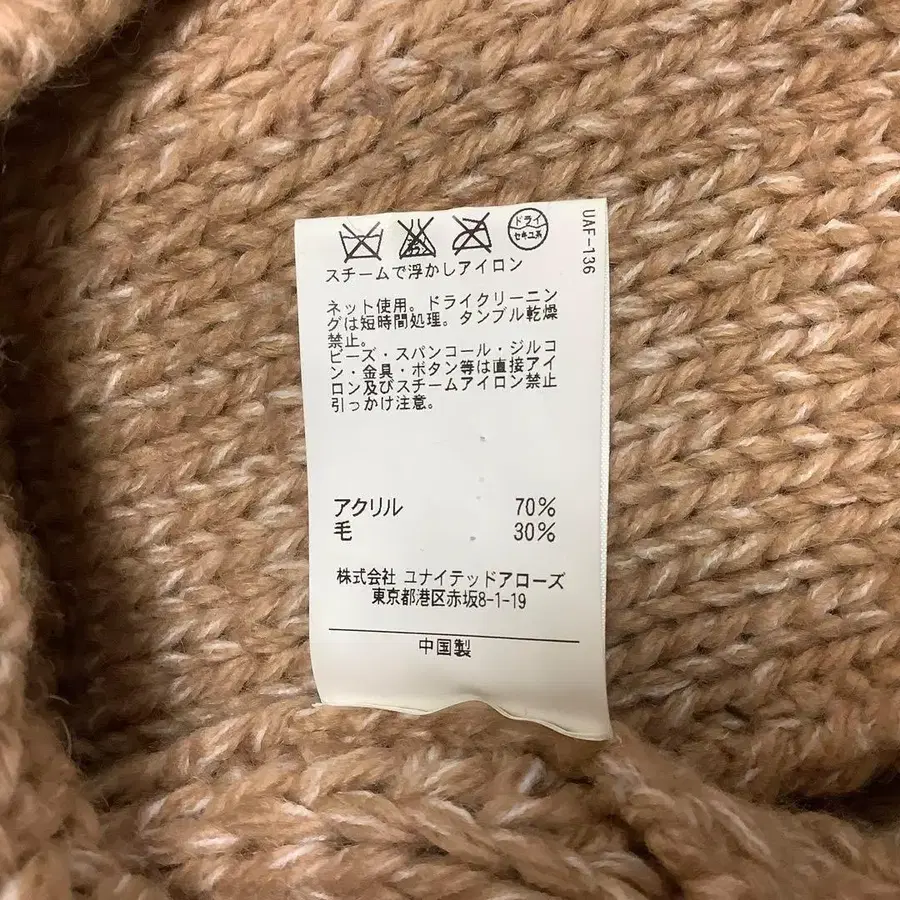 ドライ
セキユ系
UAF-136
スチームで浮かしアイロン
ネット使用。ドライクリーニン
グは短時間処理。タンブル乾燥
禁止。
ビーズ・スパンコール・ジルコ
ン・金具・ボタン等は直接アイ
ロン及びスチームアイロン禁止
引っかけ注意。
アクリル 70%
毛 30%
株式会社 ユナイテッドアローズ
東京都港区赤坂8-1-19
中国製